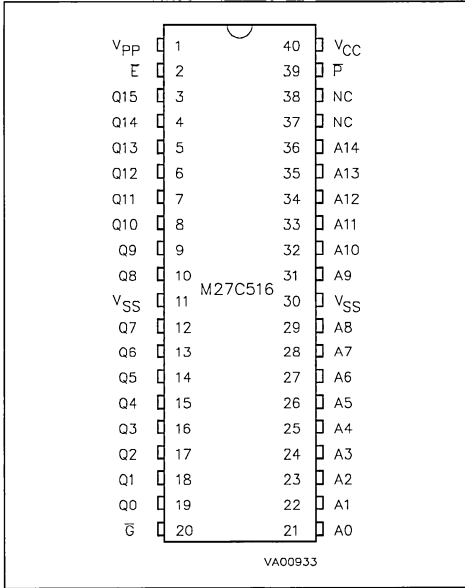 VPP 1 40 VCC
E̅ 2 39 P̅
Q15 3 38 NC
Q14 4 37 NC
Q13 5 36 A14
Q12 6 35 A13
Q11 7 34 A12
Q10 8 33 A11
Q9 9 32 A10
Q8 10 31 A9
M27C516
VSS 11 30 VSS
Q7 12 29 A8
Q6 13 28 A7
Q5 14 27 A6
Q4 15 26 A5
Q3 16 25 A4
Q2 17 24 A3
Q1 18 23 A2
Q0 19 22 A1
G̅ 20 21 A0
VA00933